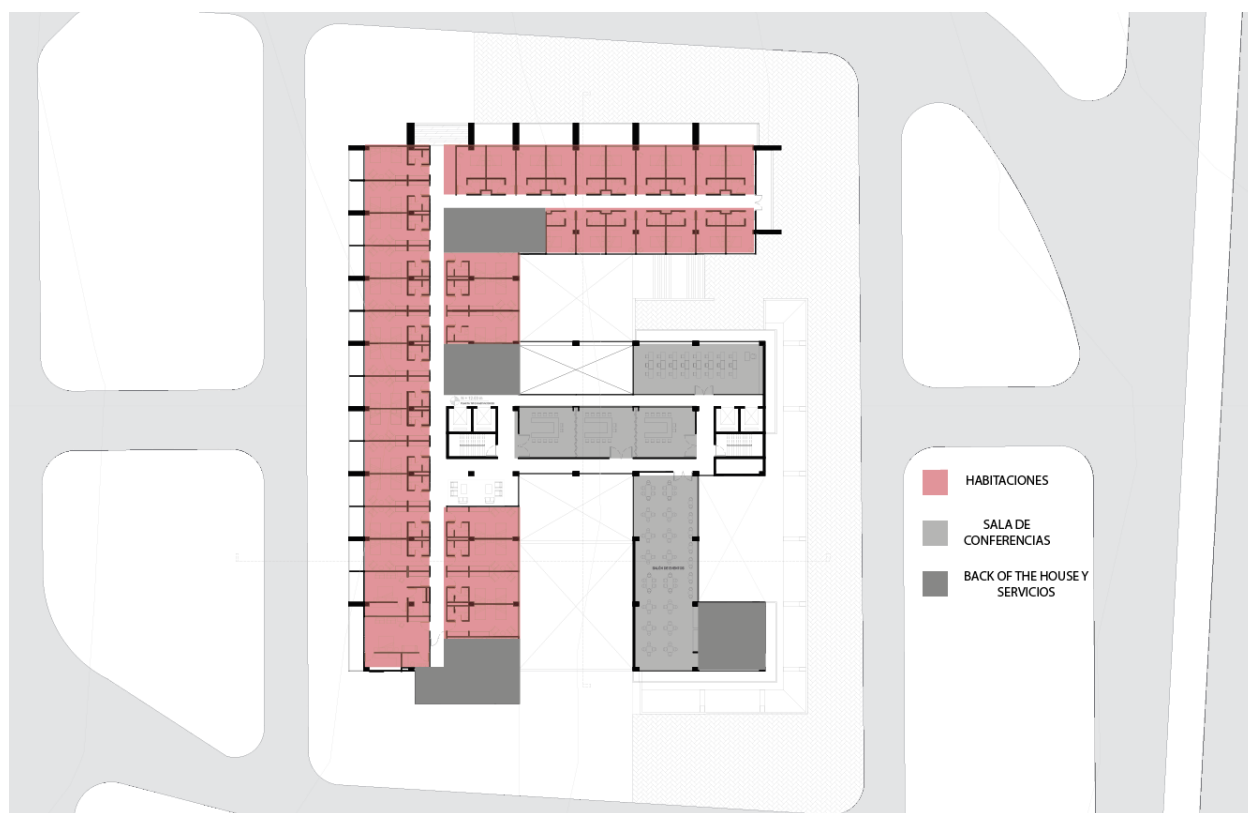 HABITACIONES
SALA DE
CONFERENCIAS
BACK OF THE HOUSE Y
SERVICIOS